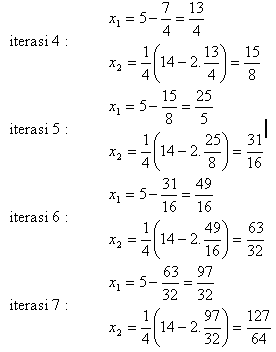 iterasi 4 : x₁ = 5 − 7/4 = 13/4
x₂ = 1/4(14 − 2.13/4) = 15/8
iterasi 5 : x₁ = 5 − 15/8 = 25/5
x₂ = 1/4(14 − 2.25/8) = 31/16
iterasi 6 : x₁ = 5 − 31/16 = 49/16
x₂ = 1/4(14 − 2.49/16) = 63/32
iterasi 7 : x₁ = 5 − 63/32 = 97/32
x₂ = 1/4(14 − 2.97/32) = 127/64